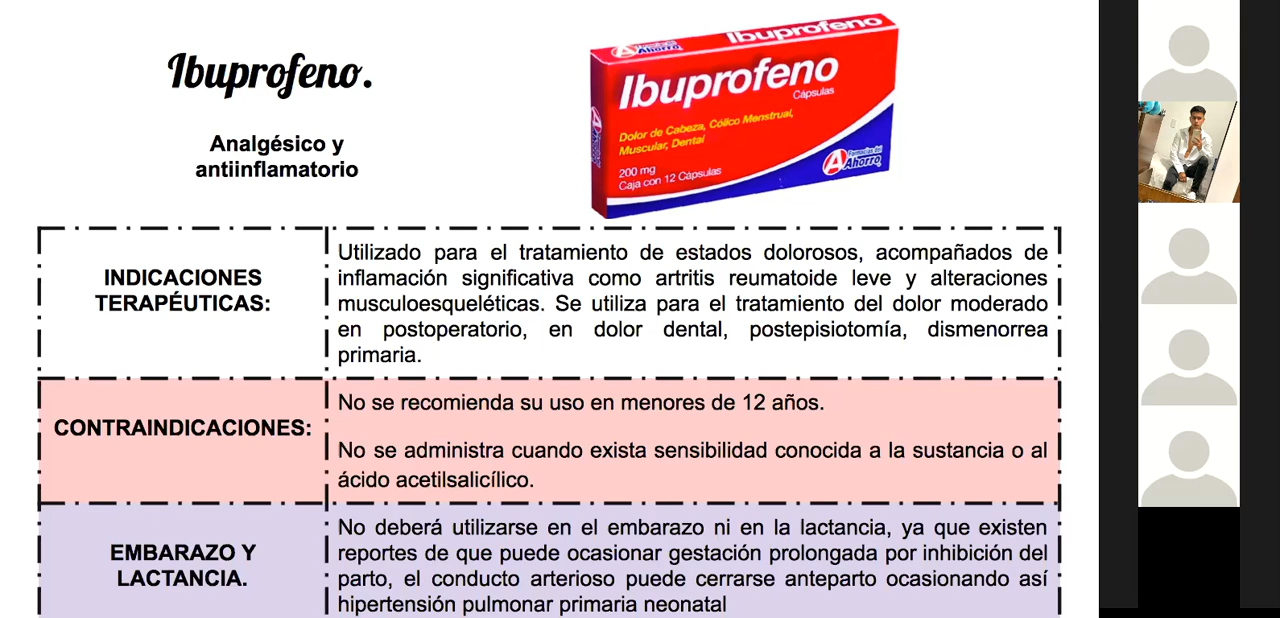 Ibuprofeno.
Analgésico y
antiinflamatorio
Ahorro
Ibuprofeno
Ibuprofeno
Cápsulas
Dolor de Cabeza, Cólico Menstrual,
Muscular, Dental
200 mg
Caja con 12 Cápsulas
Farmacias del
Ahorro
INDICACIONES
TERAPÉUTICAS:
Utilizado para el tratamiento de estados dolorosos, acompañados de
inflamación significativa como artritis reumatoide leve y alteraciones
musculoesqueléticas. Se utiliza para el tratamiento del dolor moderado
en postoperatorio, en dolor dental, postepisiotomía, dismenorrea
primaria.
CONTRAINDICACIONES:
No se recomienda su uso en menores de 12 años.
No se administra cuando exista sensibilidad conocida a la sustancia o al
ácido acetilsalicílico.
EMBARAZO Y
LACTANCIA.
No deberá utilizarse en el embarazo ni en la lactancia, ya que existen
reportes de que puede ocasionar gestación prolongada por inhibición del
parto, el conducto arterioso puede cerrarse anteparto ocasionando así
hipertensión pulmonar primaria neonatal